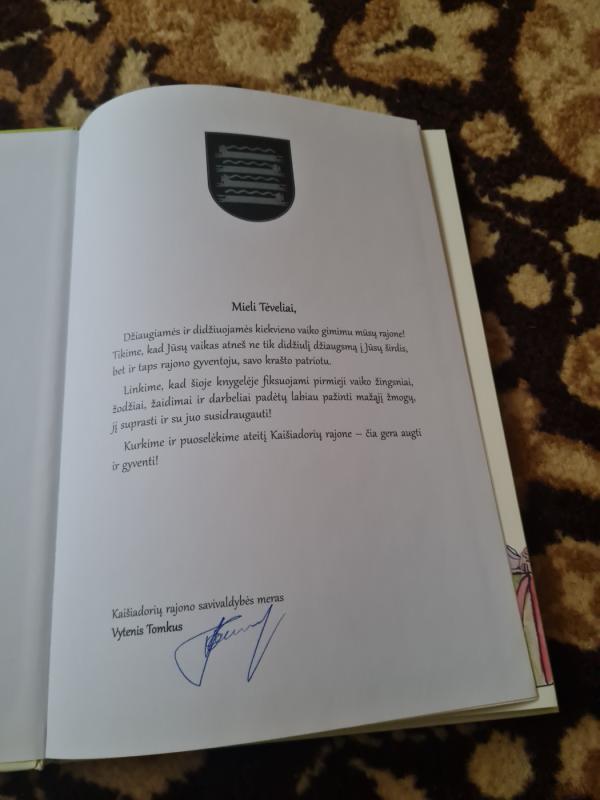 Mieli Tėveliai,
Džiaugiamės ir didžiuojamės kiekvieno vaiko gimimu mūsų rajone!
Tikime, kad Jūsų vaikas atneš ne tik didžiulį džiaugsmą į Jūsų širdis,
bet ir taps rajono gyventoju, savo krašto patriotu.
Linkime, kad šioje knygelėje fiksuojami pirmieji vaiko žingsniai,
žodžiai, žaidimai ir darbeliai padėtų labiau pažinti mažąjį žmogų,
jį suprasti ir su juo susidraugauti!
Kurkime ir puoselėkime ateitį Kaišiadorių rajone – čia gera augti
ir gyventi!
Kaišiadorių rajono savivaldybės meras
Vytenis Tomkus